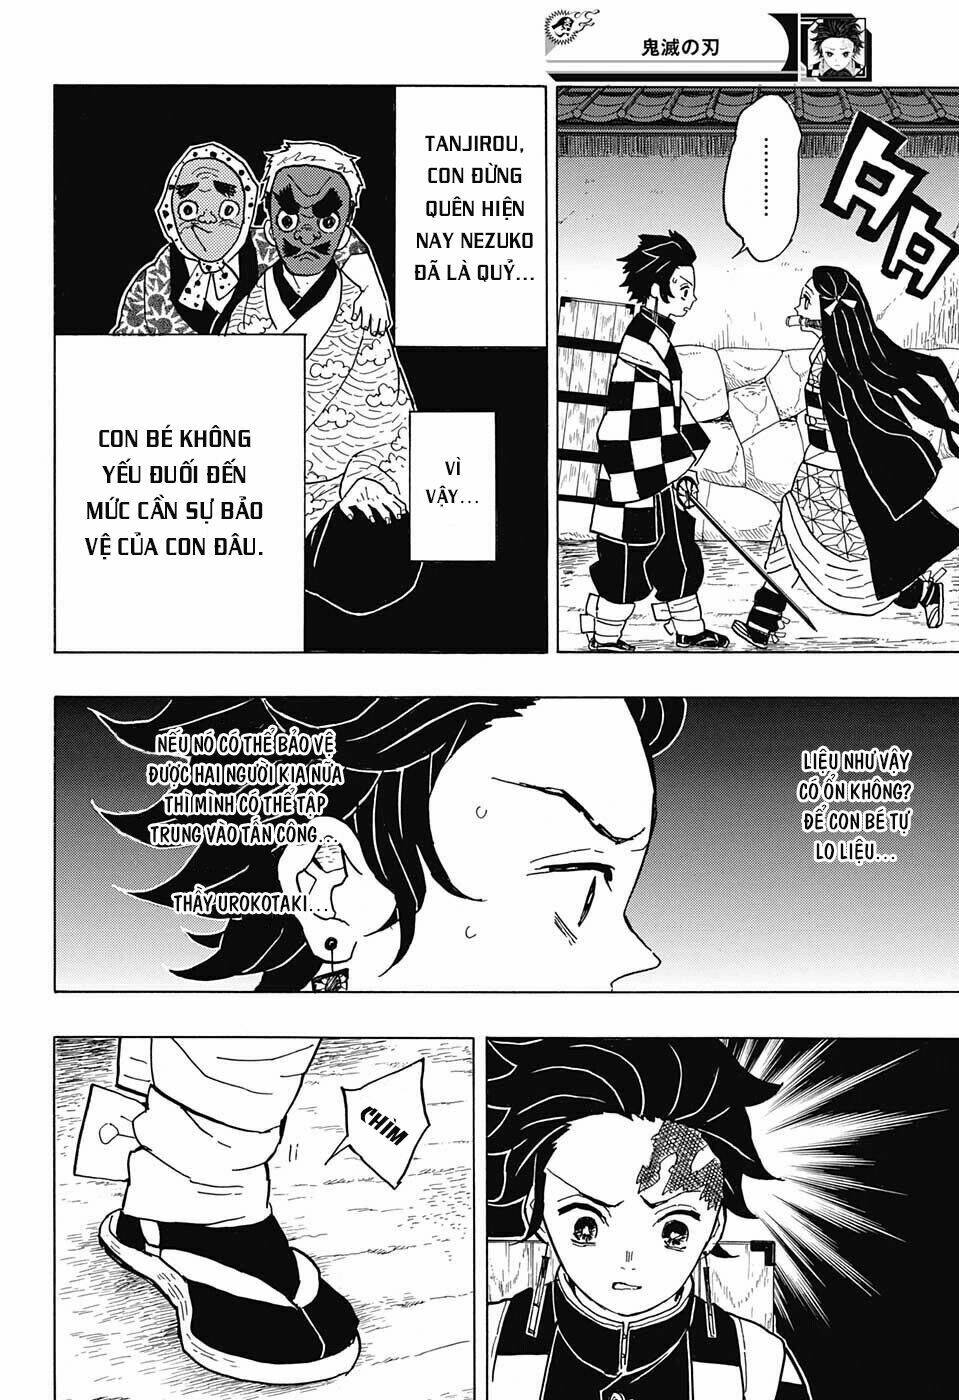 鬼滅の刃
…………
TANJIROU,
CON ĐỪNG
QUÊN HIỆN
NAY NEZUKO
ĐÃ LÀ QUỶ...
VÌ
VẬY...
CON BÉ KHÔNG
YẾU ĐUỐI ĐẾN
MỨC CẦN SỰ BẢO
VỆ CỦA CON ĐÂU.
LIỆU NHƯ VẬY
CÓ ỔN KHÔNG?
ĐỂ CON BÉ TỰ
LO LIỆU...
NẾU NÓ CÓ THỂ BẢO VỆ
ĐƯỢC HAI NGƯỜI KIA NỮA
THÌ MÌNH CÓ THỂ TẬP
TRUNG VÀO TẤN CÔNG...
THẦY UROKOTAKI...
CHÌM